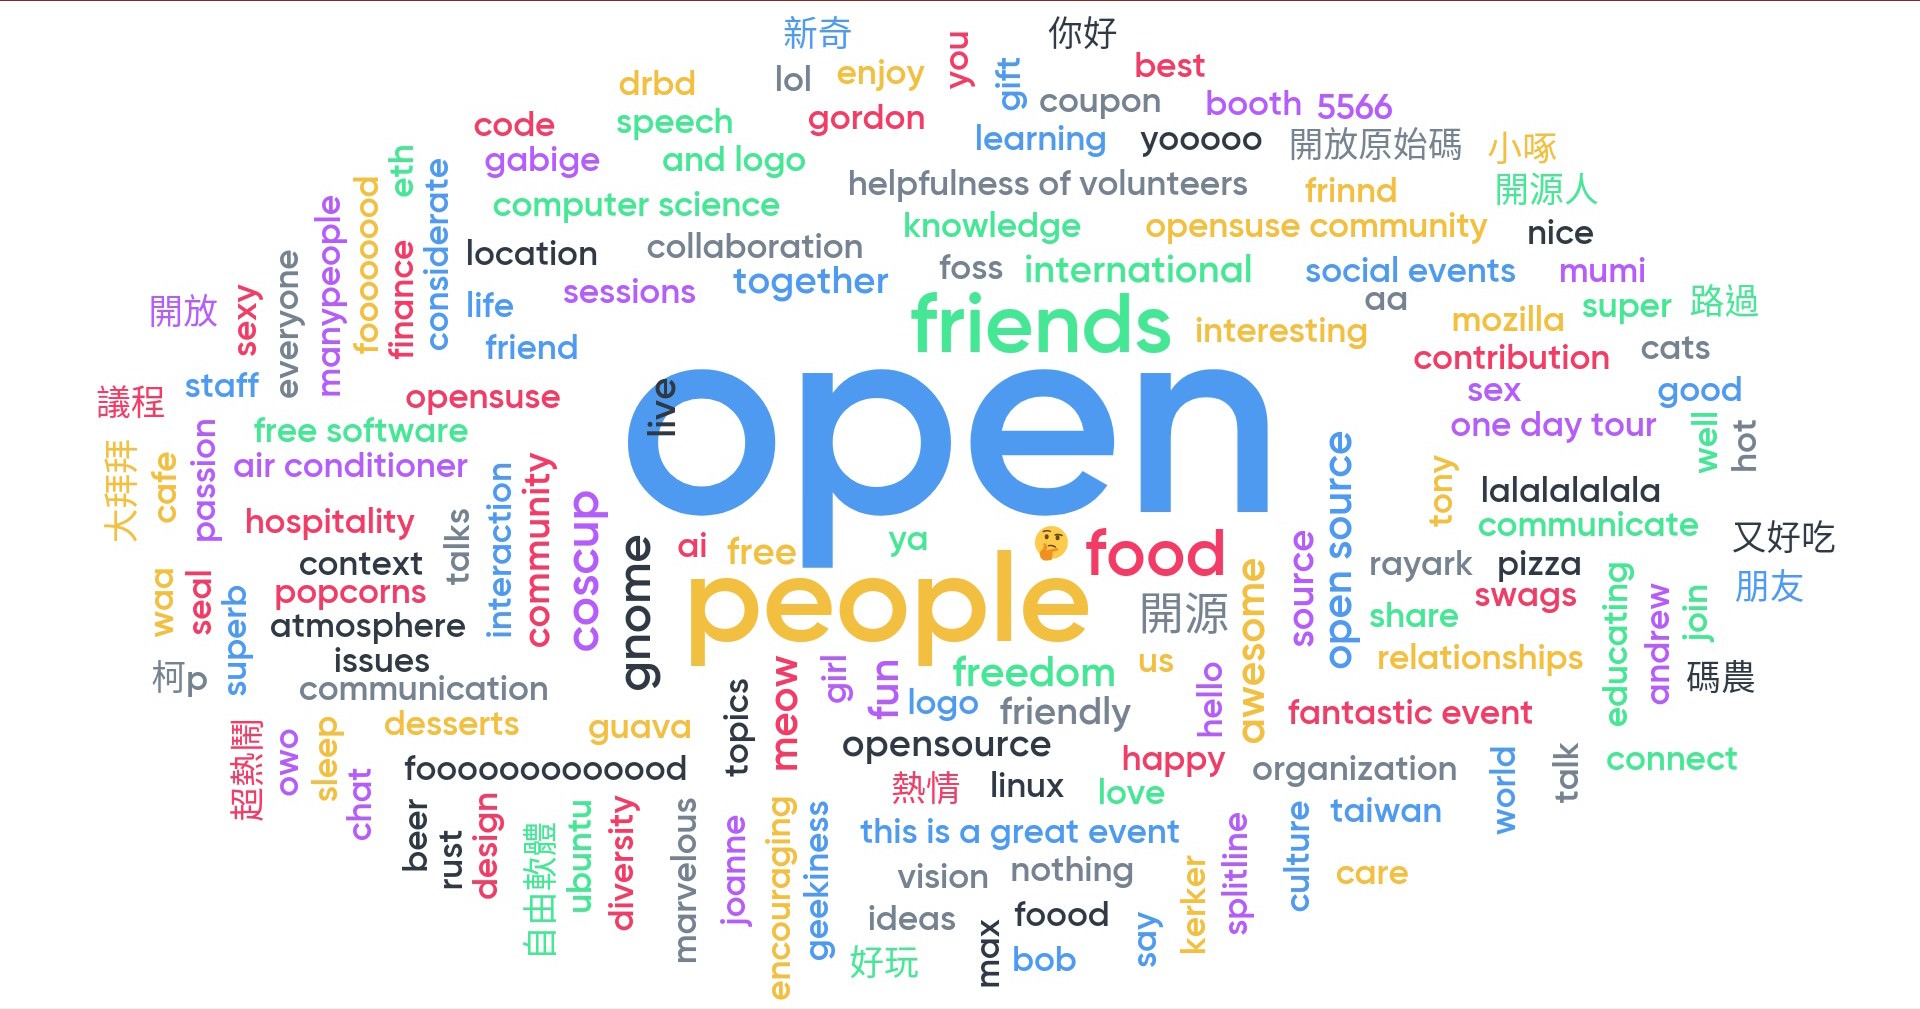 新奇
你好
you
best
lol
enjoy
drbd
gift
coupon
booth
5566
gordon
code
speech
learning
yooooo
開放原始碼
小啄
gabige
and logo
eth
considerate
helpfulness of volunteers
frinnd
開源人
fooooooood
manypeople
computer science
knowledge
opensuse community
nice
location
collaboration
finance
everyone
foss
international
social events
mumi
together
sessions
life
aa
super
路過
開放
sexy
friends
interesting
mozilla
friend
contribution
cats
staff
opensuse
live
open
sex
good
議程
free software
one day tour
well
hot
passion
air conditioner
大拜拜
cafe
interaction
community
open source
tony
lalalalalala
hospitality
talks
coscup
communicate
又好吃
gnome
ai
free
ya
🤔
food
source
context
rayark
pizza
朋友
waa
seal
superb
popcorns
people
開源
awesome
share
swags
educating
andrew
join
atmosphere
issues
柯p
communication
meow
girl
fun
freedom
us
hello
relationships
碼農
logo
friendly
fantastic event
超熱鬧
owo
sleep
desserts
guava
topics
opensource
happy
chat
fooooooooooood
熱情
linux
love
organization
world
talk
connect
beer
rust
design
自由軟體
ubuntu
diversity
marvelous
joanne
encouraging
geekiness
this is a great event
splitline
culture
taiwan
vision
nothing
kerker
care
ideas
foood
max
say
好玩
bob